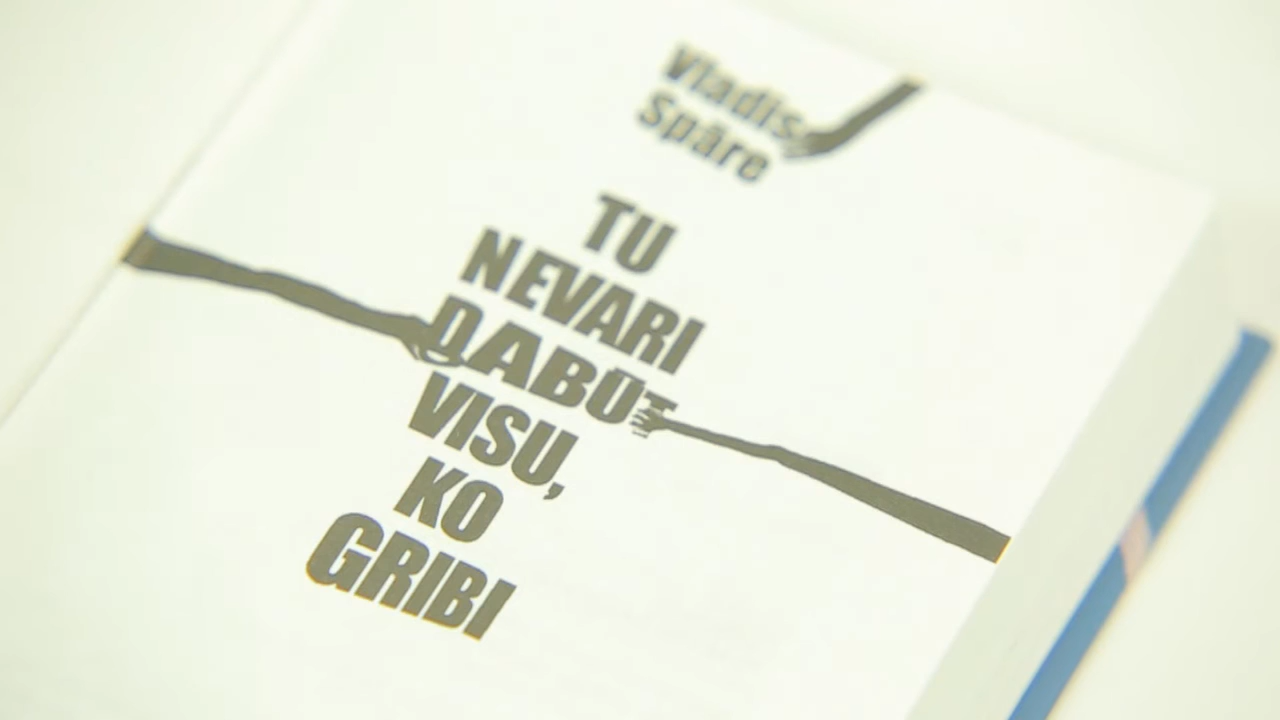 Vladis
Spāre
TU
NEVARI
DABŪT
VISU,
KO
GRIBI